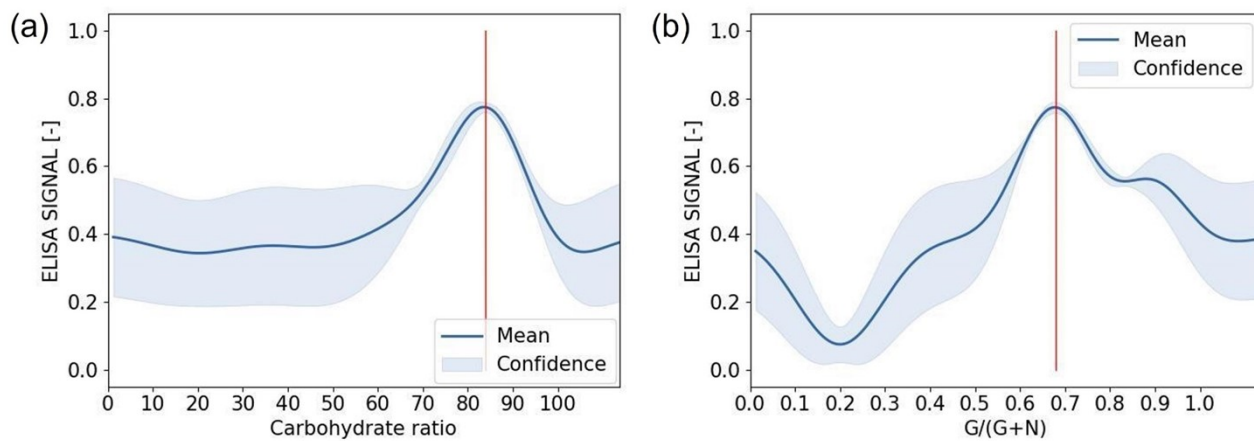 (a)
1.0
0.8
0.6
0.4
0.2
0.0
ELISA SIGNAL [-]
Mean
Confidence
0 10 20 30 40 50 60 70 80 90 100
Carbohydrate ratio
(b)
1.0
0.8
0.6
0.4
0.2
0.0
ELISA SIGNAL [-]
Mean
Confidence
0.0 0.1 0.2 0.3 0.4 0.5 0.6 0.7 0.8 0.9 1.0
G/(G+N)